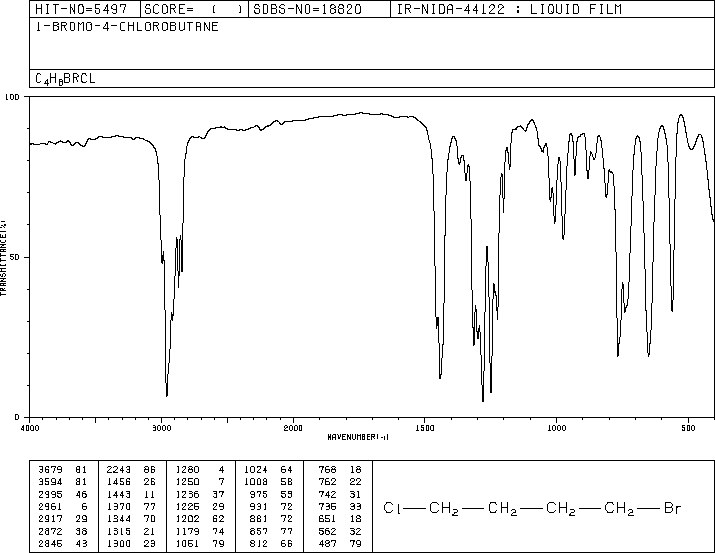 HIT-NO=5497 SCORE= ( ) SDBS-NO=18820 IR-NIDA-44122 : LIQUID FILM
1-BROMO-4-CHLOROBUTANE
C4H8BRCL
100
50
0
TRANSMITTANCE(%)
4000 3000 2000 1500 1000 500
WAVENUMBER(-1)
3679 81 2243 86 1280 4 1024 64 768 18
3594 81 1456 26 1250 7 1008 58 762 22
2995 46 1443 11 1236 37 975 53 742 31
2961 6 1370 77 1226 29 931 72 736 33
2917 29 1344 70 1202 62 881 72 651 18
2872 38 1315 21 1179 74 857 77 562 32
2846 43 1300 23 1051 79 812 66 487 79
Cl—CH2—CH2—CH2—CH2—Br